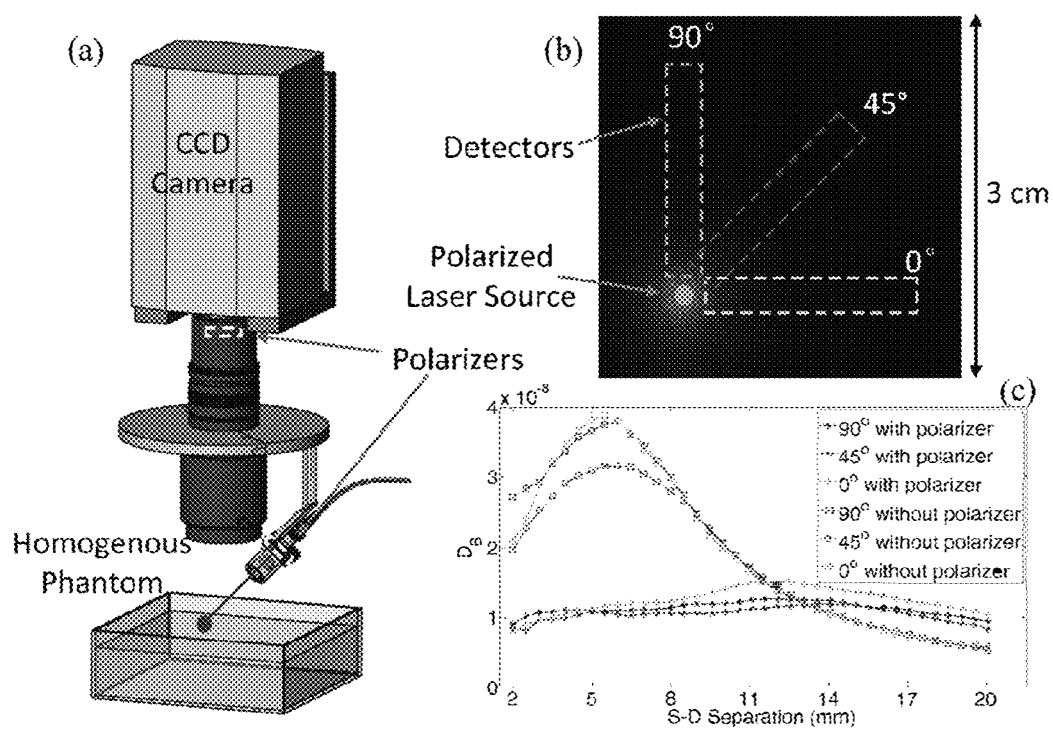 (a)
CCD
Camera
Polarizers
Homogenous
Phantom
(b)
90°
45°
0°
Detectors
Polarized
Laser Source
3 cm
(c)
x 10⁻⁸
4
3
2
1
0
D_B
2
5
8
11
14
17
20
S-D Separation (mm)
90° with polarizer
45° with polarizer
0° with polarizer
90° without polarizer
45° without polarizer
0° without polarizer